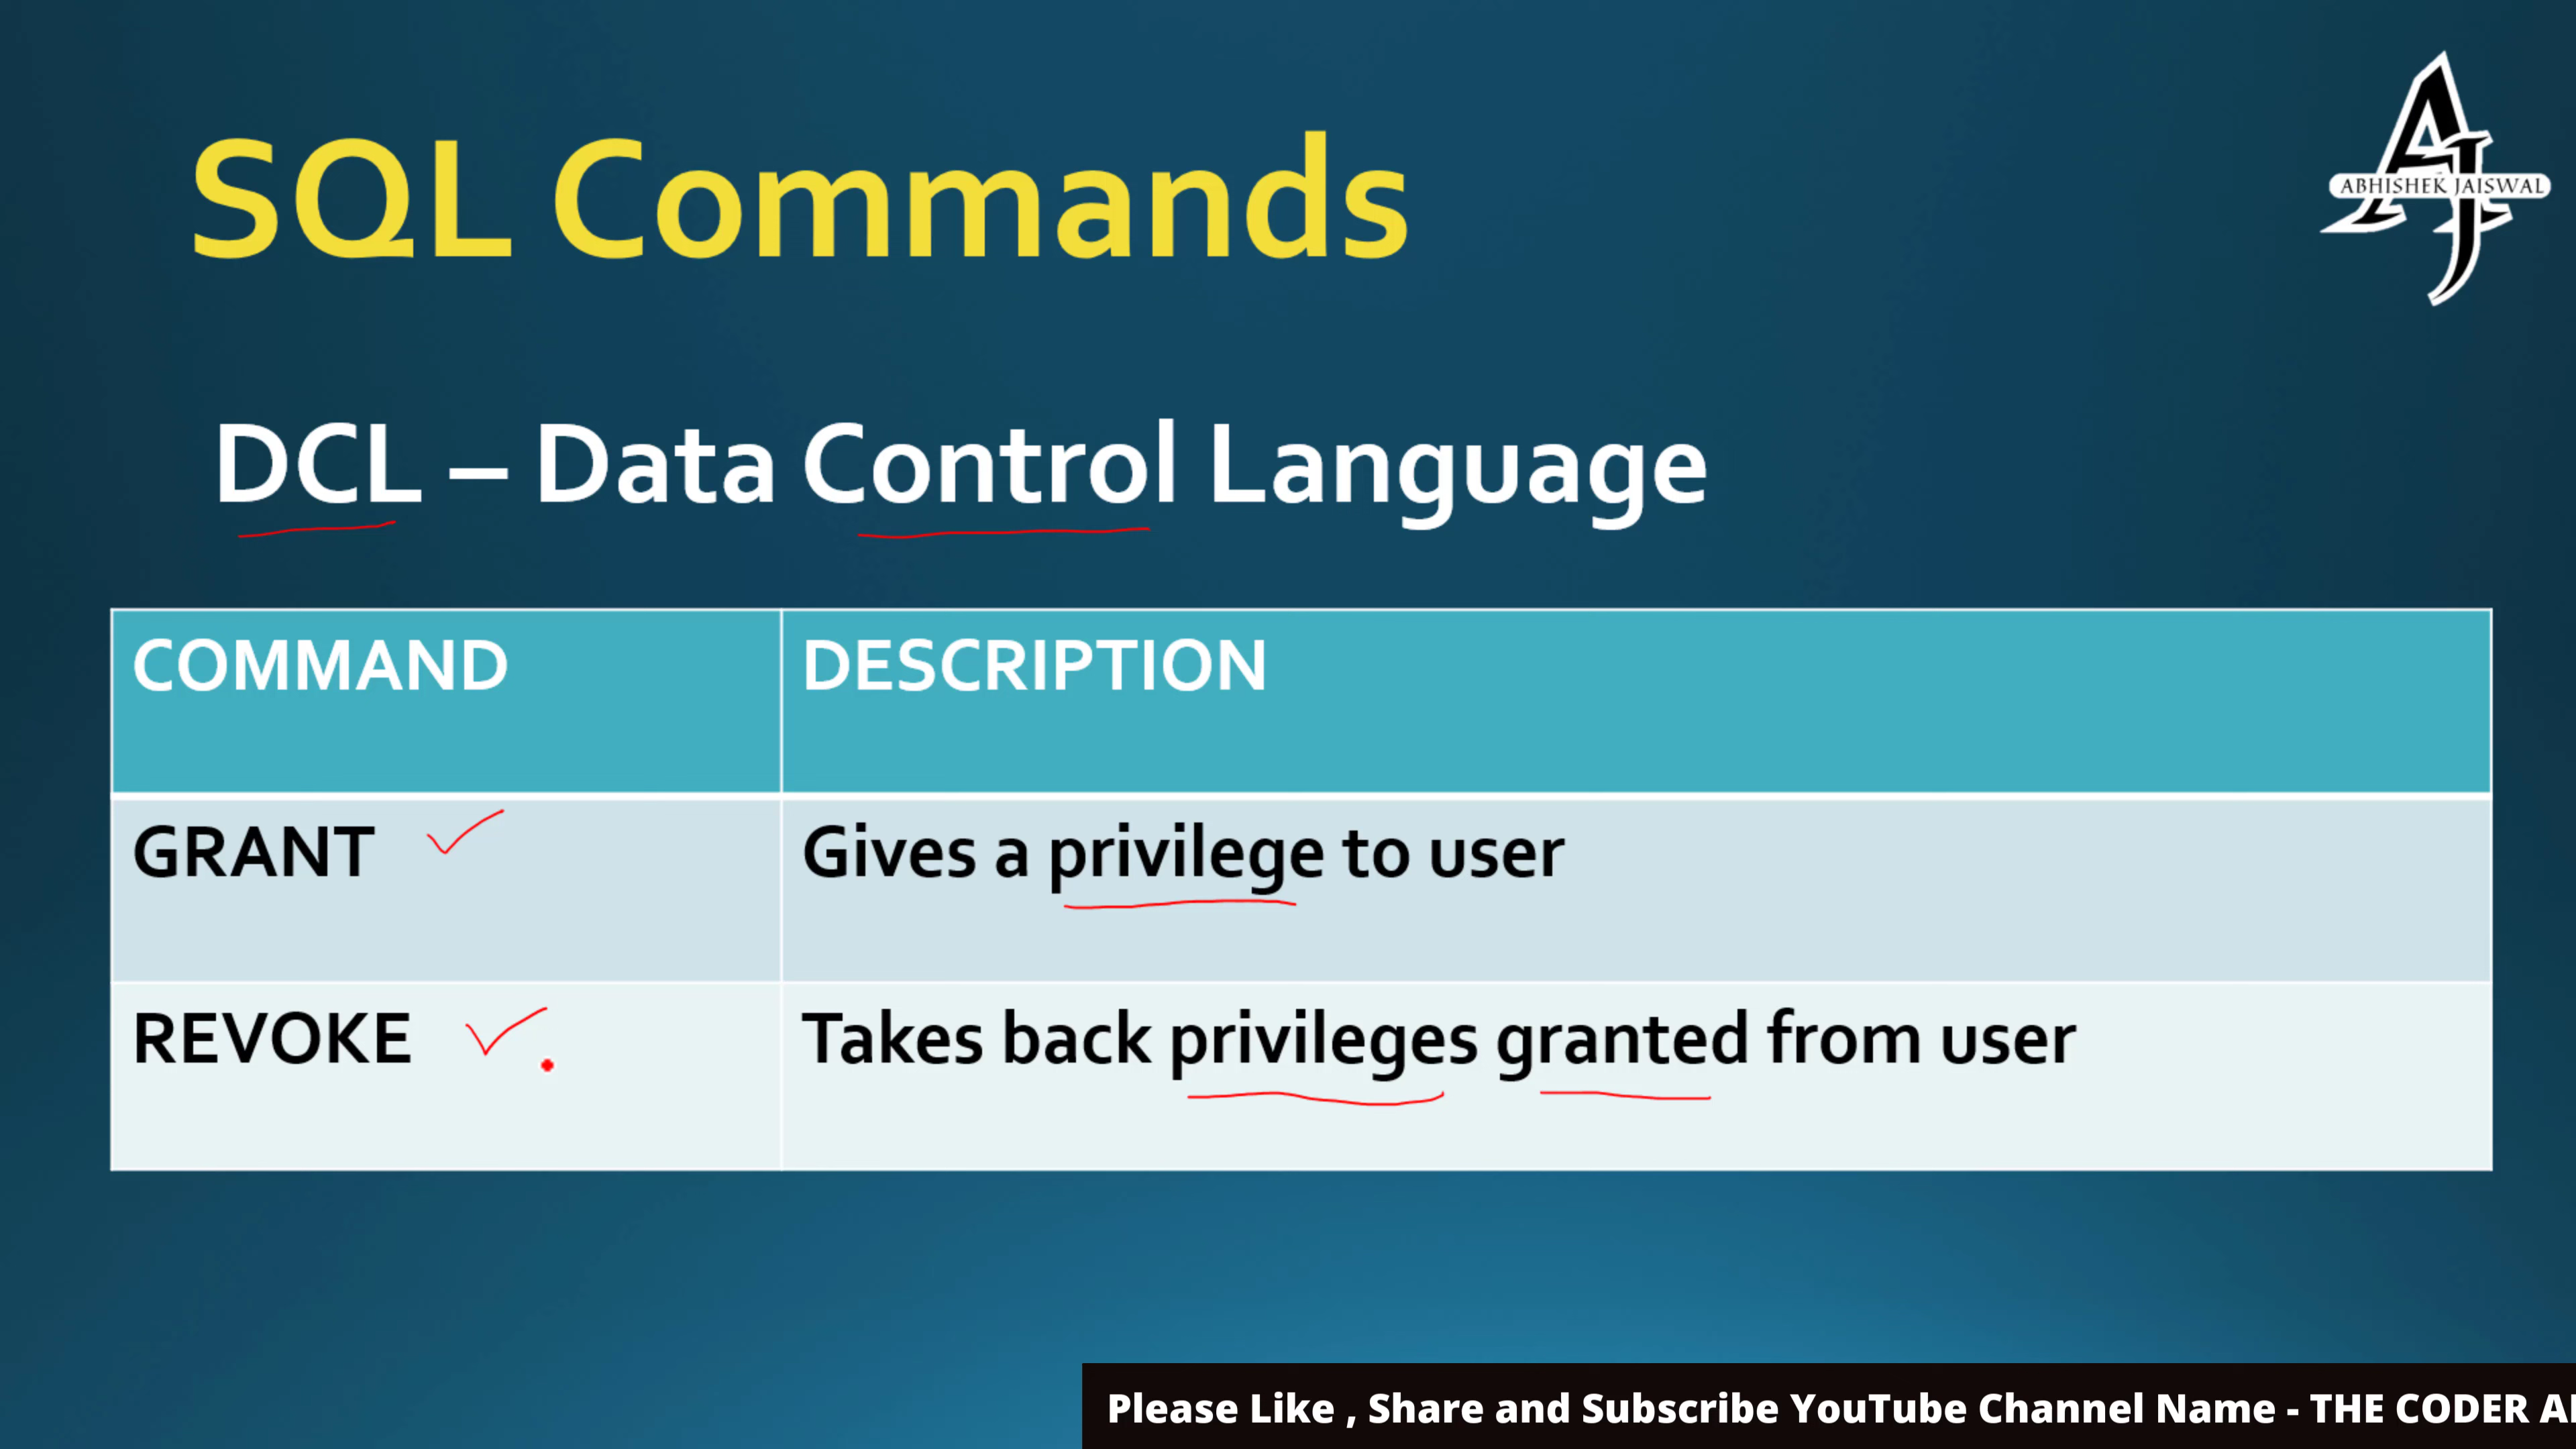 SQL Commands
ABHISHEK JAISWAL
DCL – Data Control Language
COMMAND
DESCRIPTION
GRANT
Gives a privilege to user
REVOKE
Takes back privileges granted from user
Please Like , Share and Subscribe YouTube Channel Name - THE CODER